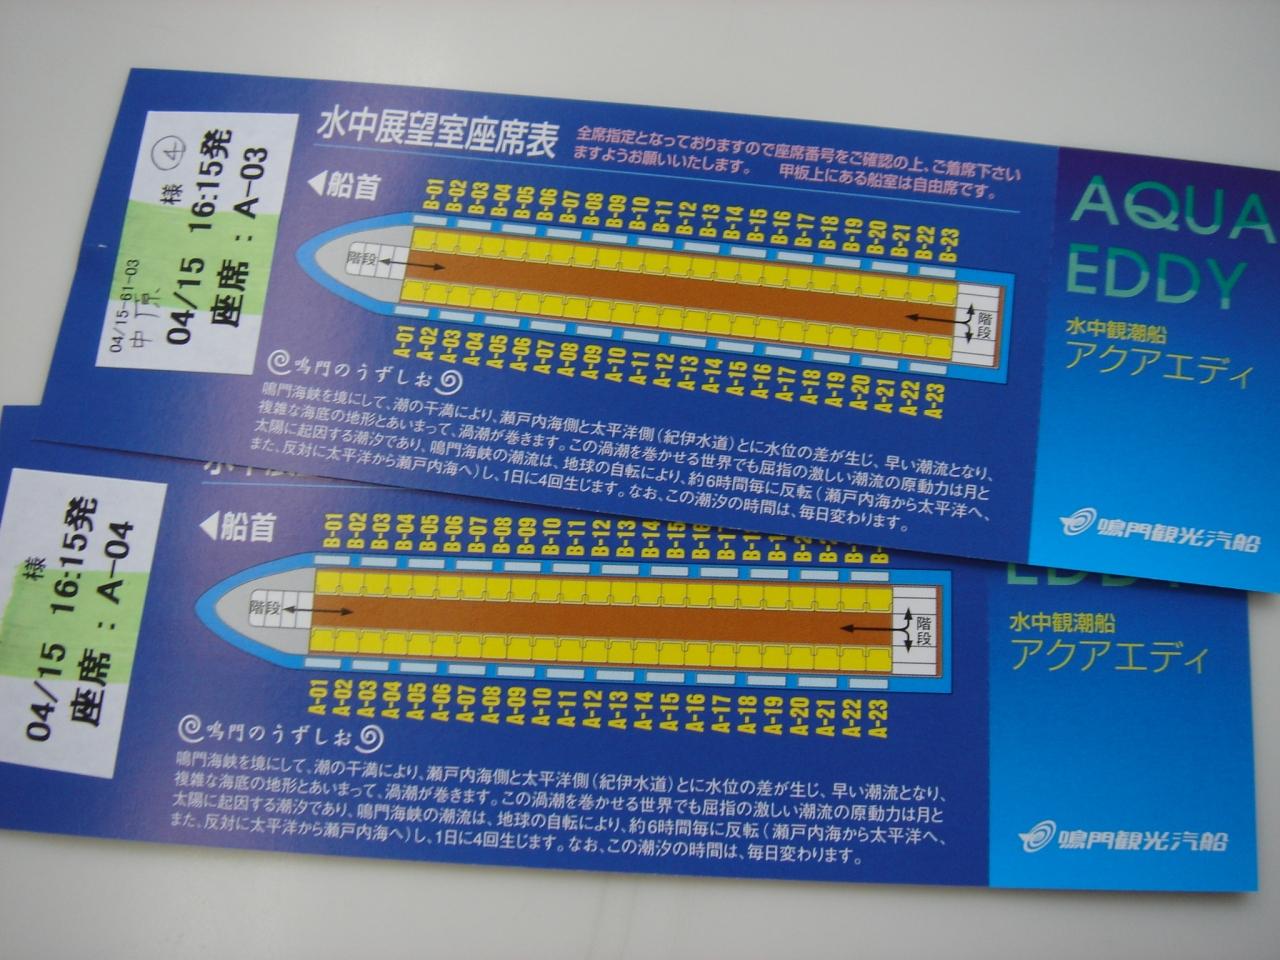 ④
様
04/15-61-03
中原
04/15 16:15発
座席：A-03
水中展望室座席表
全席指定となっておりますので座席番号をご確認の上、ご着席下さい
ますようお願いいたします。 甲板上にある船室は自由席です。
◀船首
B-01 B-02 B-03 B-04 B-05 B-06 B-07 B-08 B-09 B-10 B-11 B-12 B-13 B-14 B-15 B-16 B-17 B-18 B-19 B-20 B-21 B-22 B-23
階段
階段
A-01 A-02 A-03 A-04 A-05 A-06 A-07 A-08 A-09 A-10 A-11 A-12 A-13 A-14 A-15 A-16 A-17 A-18 A-19 A-20 A-21 A-22 A-23
鳴門のうずしお
鳴門海峡を境にして、潮の干満により、瀬戸内海側と太平洋側（紀伊水道）とに水位の差が生じ、早い潮流となり、
複雑な海底の地形とあいまって、渦潮が巻きます。この渦潮を巻かせる世界でも屈指の激しい潮流の原動力は月と
太陽に起因する潮汐であり、鳴門海峡の潮流は、地球の自転により、約6時間毎に反転（瀬戸内海から太平洋へ、
また、反対に太平洋から瀬戸内海へ）し、1日に4回生じます。なお、この潮汐の時間は、毎日変わります。
AQUA
EDDY
水中観潮船
アクアエディ
鳴門観光汽船
様
04/15 16:15発
座席：A-04
◀船首
B-01 B-02 B-03 B-04 B-05 B-06 B-07 B-08 B-09 B-10 B-11 B-12 B-13 B-14 B-15
階段
階段
A-01 A-02 A-03 A-04 A-05 A-06 A-07 A-08 A-09 A-10 A-11 A-12 A-13 A-14 A-15 A-16 A-17 A-18 A-19 A-20 A-21 A-22 A-23
鳴門のうずしお
鳴門海峡を境にして、潮の干満により、瀬戸内海側と太平洋側（紀伊水道）とに水位の差が生じ、早い潮流となり、
複雑な海底の地形とあいまって、渦潮が巻きます。この渦潮を巻かせる世界でも屈指の激しい潮流の原動力は月と
太陽に起因する潮汐であり、鳴門海峡の潮流は、地球の自転により、約6時間毎に反転（瀬戸内海から太平洋へ、
また、反対に太平洋から瀬戸内海へ）し、1日に4回生じます。なお、この潮汐の時間は、毎日変わります。
EDDY
水中観潮船
アクアエディ
鳴門観光汽船